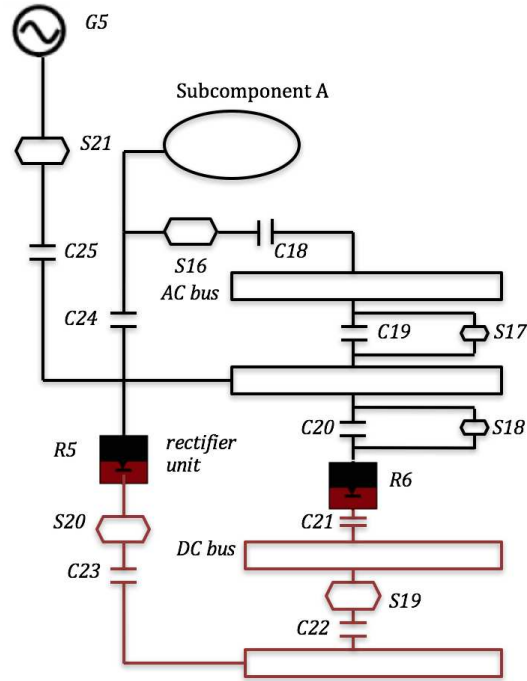 G5
Subcomponent A
S21
C25
S16
C18
AC bus
C24
C19
S17
C20
S18
R5
rectifier
unit
R6
S20
C21
DC bus
C23
S19
C22